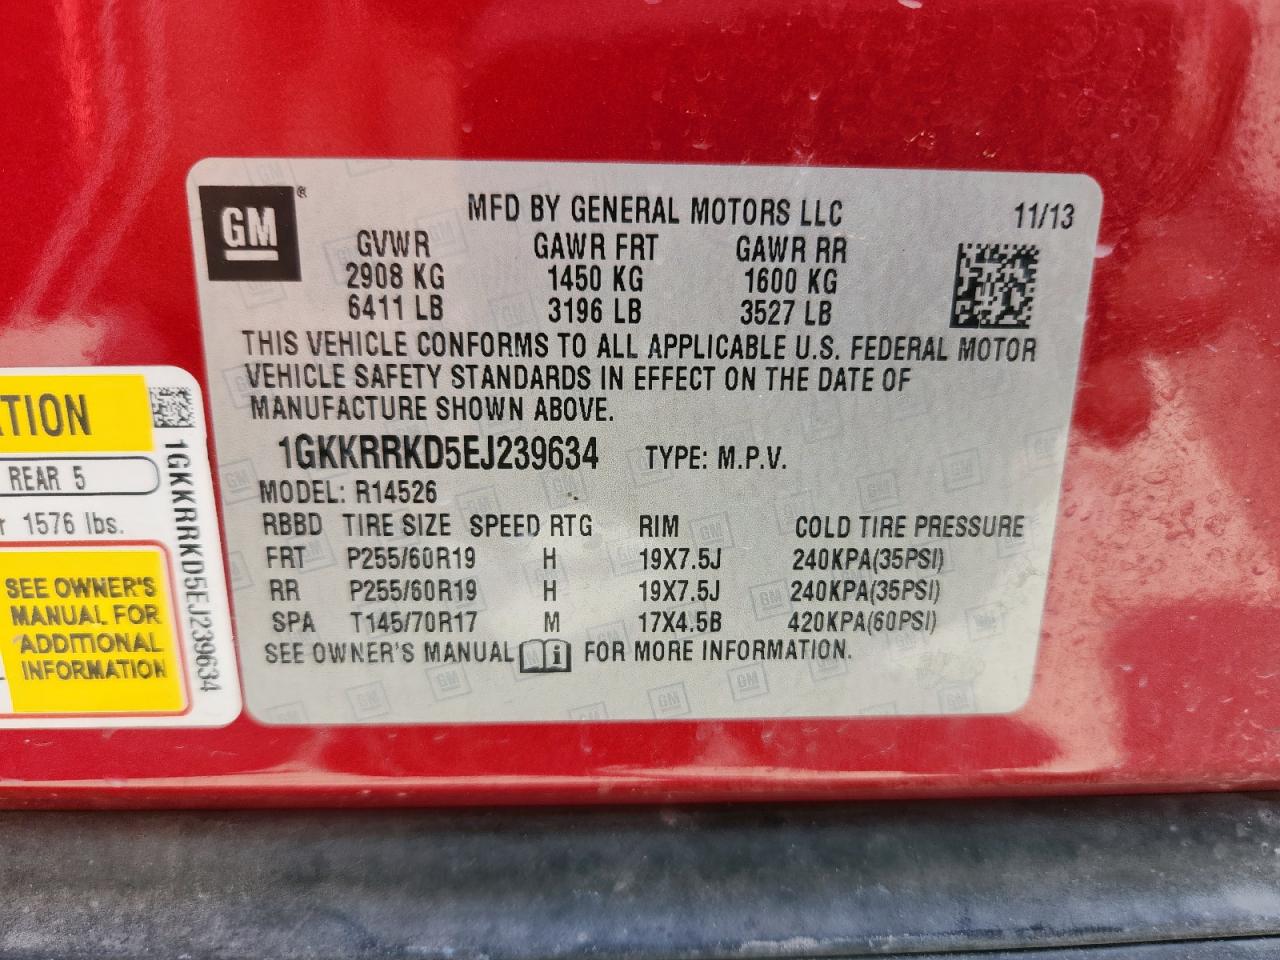 GM
®
MFD BY GENERAL MOTORS LLC 11/13
GVWR GAWR FRT GAWR RR
2908 KG 1450 KG 1600 KG
6411 LB 3196 LB 3527 LB
THIS VEHICLE CONFORMS TO ALL APPLICABLE U.S. FEDERAL MOTOR
VEHICLE SAFETY STANDARDS IN EFFECT ON THE DATE OF
MANUFACTURE SHOWN ABOVE.
1GKKRRKD5EJ239634 TYPE: M.P.V.
MODEL: R14526
RBBD TIRE SIZE SPEED RTG RIM COLD TIRE PRESSURE
FRT P255/60R19 H 19X7.5J 240KPA(35PSI)
RR P255/60R19 H 19X7.5J 240KPA(35PSI)
SPA T145/70R17 M 17X4.5B 420KPA(60PSI)
SEE OWNER'S MANUAL FOR MORE INFORMATION.
ATION
REAR 5
1576 lbs.
SEE OWNER'S
MANUAL FOR
ADDITIONAL
INFORMATION
1GKKRRKD5EJ239634